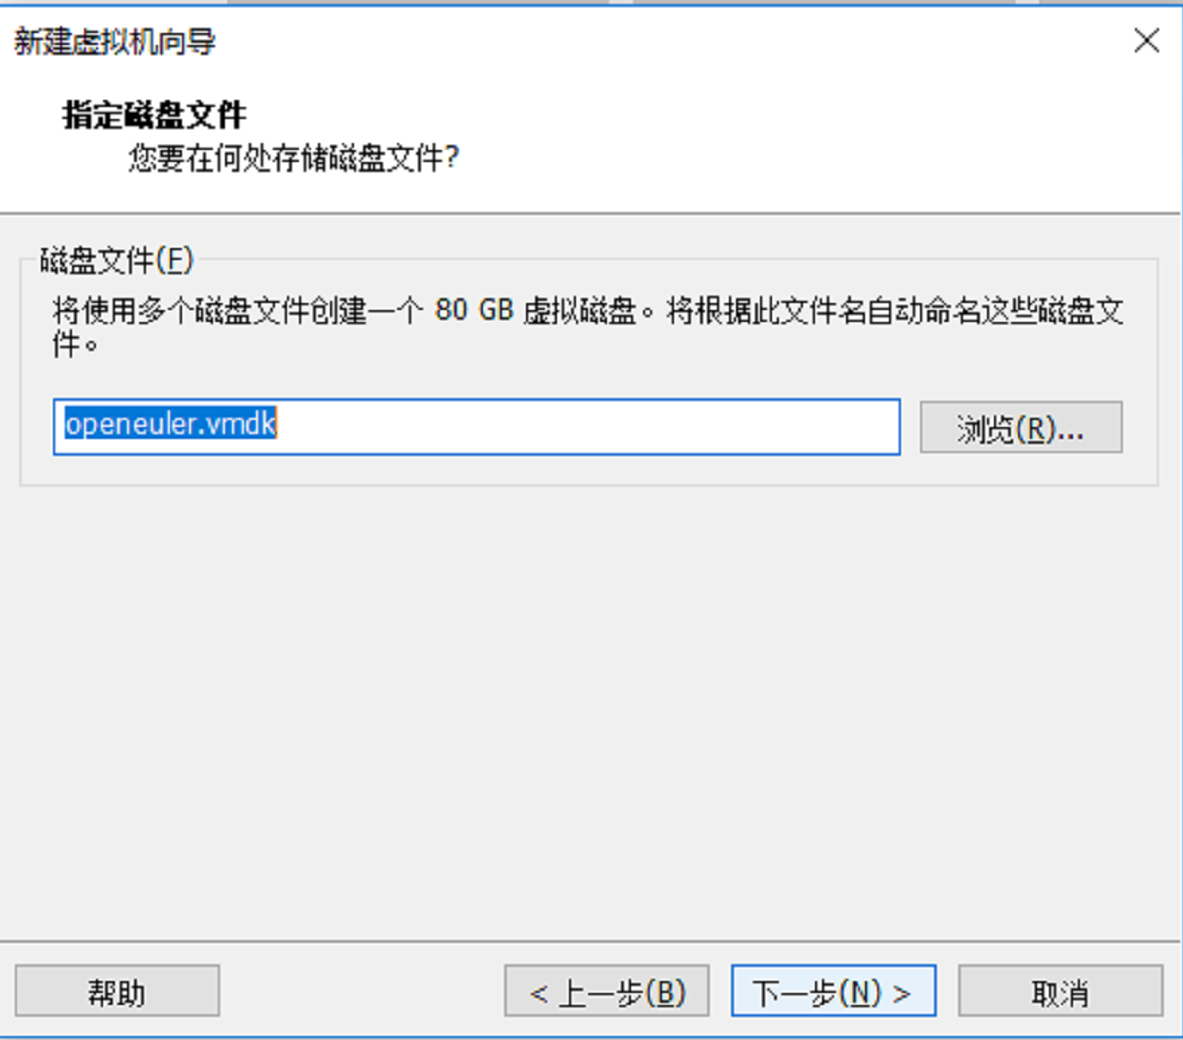 新建虚拟机向导
指定磁盘文件
您要在何处存储磁盘文件?
磁盘文件(F)
将使用多个磁盘文件创建一个 80 GB 虚拟磁盘。将根据此文件名自动命名这些磁盘文
件。
openeuler.vmdk
浏览(R)...
帮助
< 上一步(B)
下一步(N) >
取消